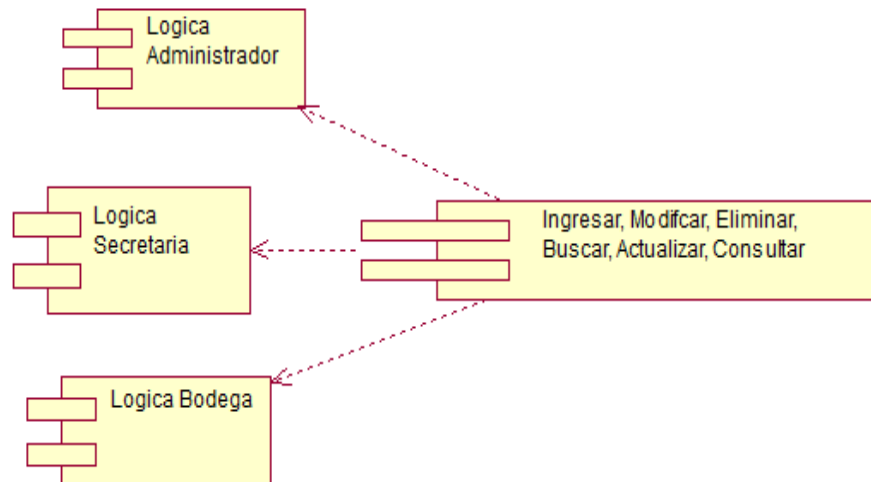 Logica
Administrador
Logica
Secretaria
Ingresar, Modifcar, Eliminar,
Buscar, Actualizar, Consultar
Logica Bodega